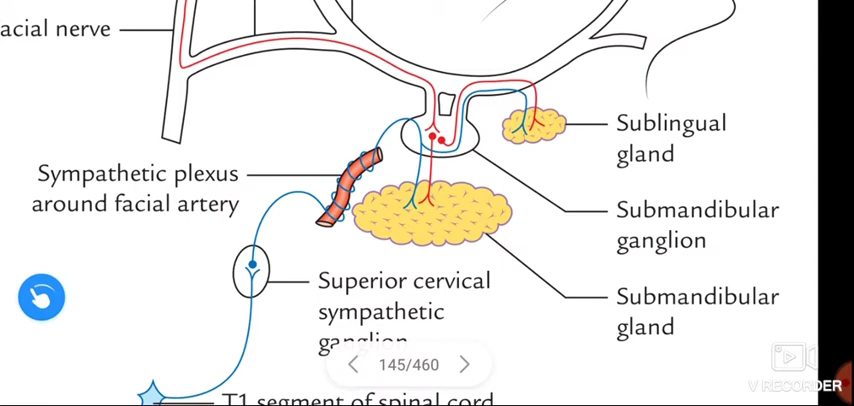 acial nerve
Sublingual
gland
Sympathetic plexus
around facial artery
Submandibular
ganglion
Superior cervical
sympathetic
ganglion
Submandibular
gland
145/460
V RECORDER
T1 segment of spinal cord